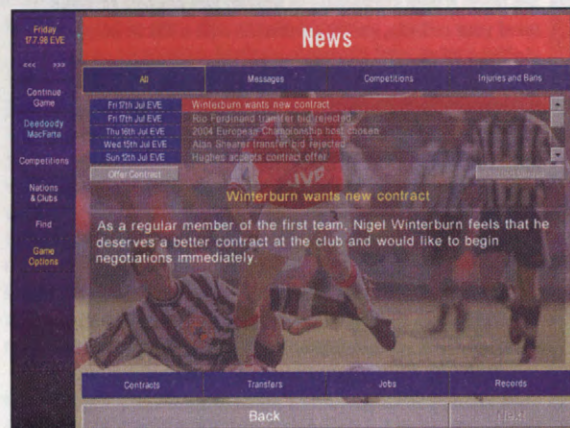 Friday
17.7.98 EVE
News
<<< >>>
All
Messages
Competitions
Injuries and Bans
Continue
Game
Fri 17th Jul EVE Winterburn wants new contract
Fri 17th Jul EVE Rio Ferdinand transfer bid rejected
Deedoody
MacFarta
Thu 16th Jul EVE 2004 European Championship host chosen
Wed 15th Jul EVE Alan Shearer transfer bid rejected
Sun 12th Jul EVE Hughes accepts contract offer
Competitions
Offer Contract
Nations
& Clubs
Winterburn wants new contract
Find
As a regular member of the first team, Nigel Winterburn feels that he
deserves a better contract at the club and would like to begin
negotiations immediately.
Game
Options
JVC
Contracts
Transfers
Jobs
Records
Back
Next